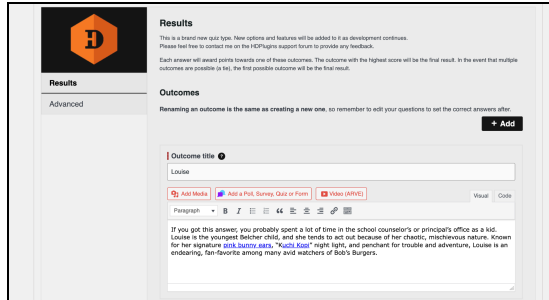 D
Results
Advanced
Results
This is a brand new quiz type. New options and features will be added to it as development continues.
Please feel free to contact me on the HDPlugins support forum to provide any feedback.
Each answer will award points towards one of these outcomes. The outcome with the highest score will be the final result. In the event that multiple
outcomes are possible (a tie), the first possible outcome will be the final result.
Outcomes
Renaming an outcome is the same as creating a new one, so remember to edit your questions to set the correct answers after.
+ Add
Outcome title ?
Louise
Add Media Add a Poll, Survey, Quiz or Form Video (ARVE) Visual Code
Paragraph B I
If you got this answer, you probably spent a lot of time in the school counselor's or principal's office as a kid.
Louise is the youngest Belcher child, and she tends to act out because of her chaotic, mischievous nature. Known
for her signature pink bunny ears, "Kuchi Kopi" night light, and penchant for trouble and adventure, Louise is an
endearing, fan-favorite among many avid watchers of Bob's Burgers.